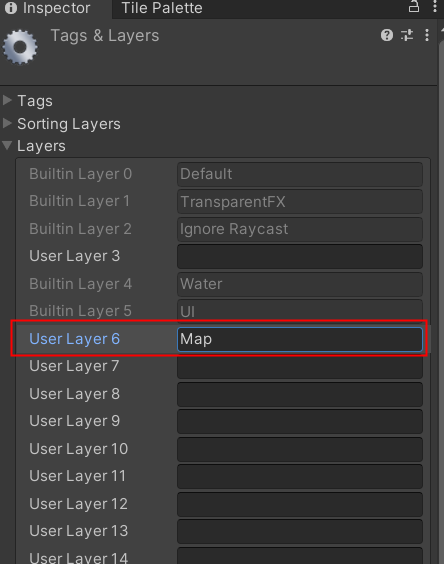 Inspector Tile Palette
Tags & Layers
Tags
Sorting Layers
Layers
Builtin Layer 0 Default
Builtin Layer 1 TransparentFX
Builtin Layer 2 Ignore Raycast
User Layer 3
Builtin Layer 4 Water
Builtin Layer 5 UI
User Layer 6 Map
User Layer 7
User Layer 8
User Layer 9
User Layer 10
User Layer 11
User Layer 12
User Layer 13
User Layer 14